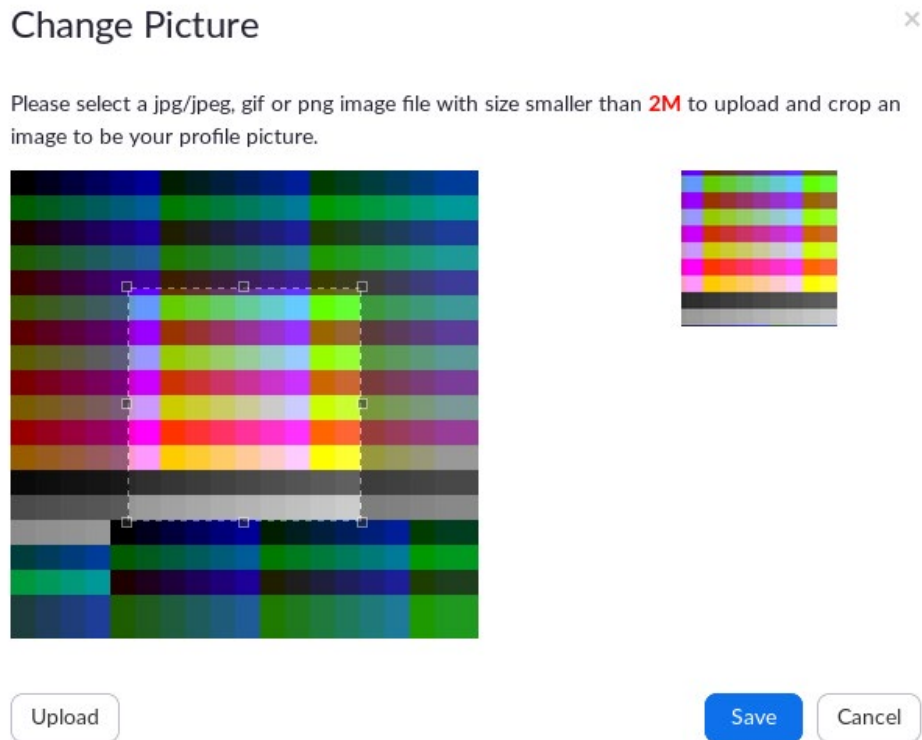 Change Picture
×
Please select a jpg/jpeg, gif or png image file with size smaller than 2M to upload and crop an
image to be your profile picture.
Upload
Save
Cancel